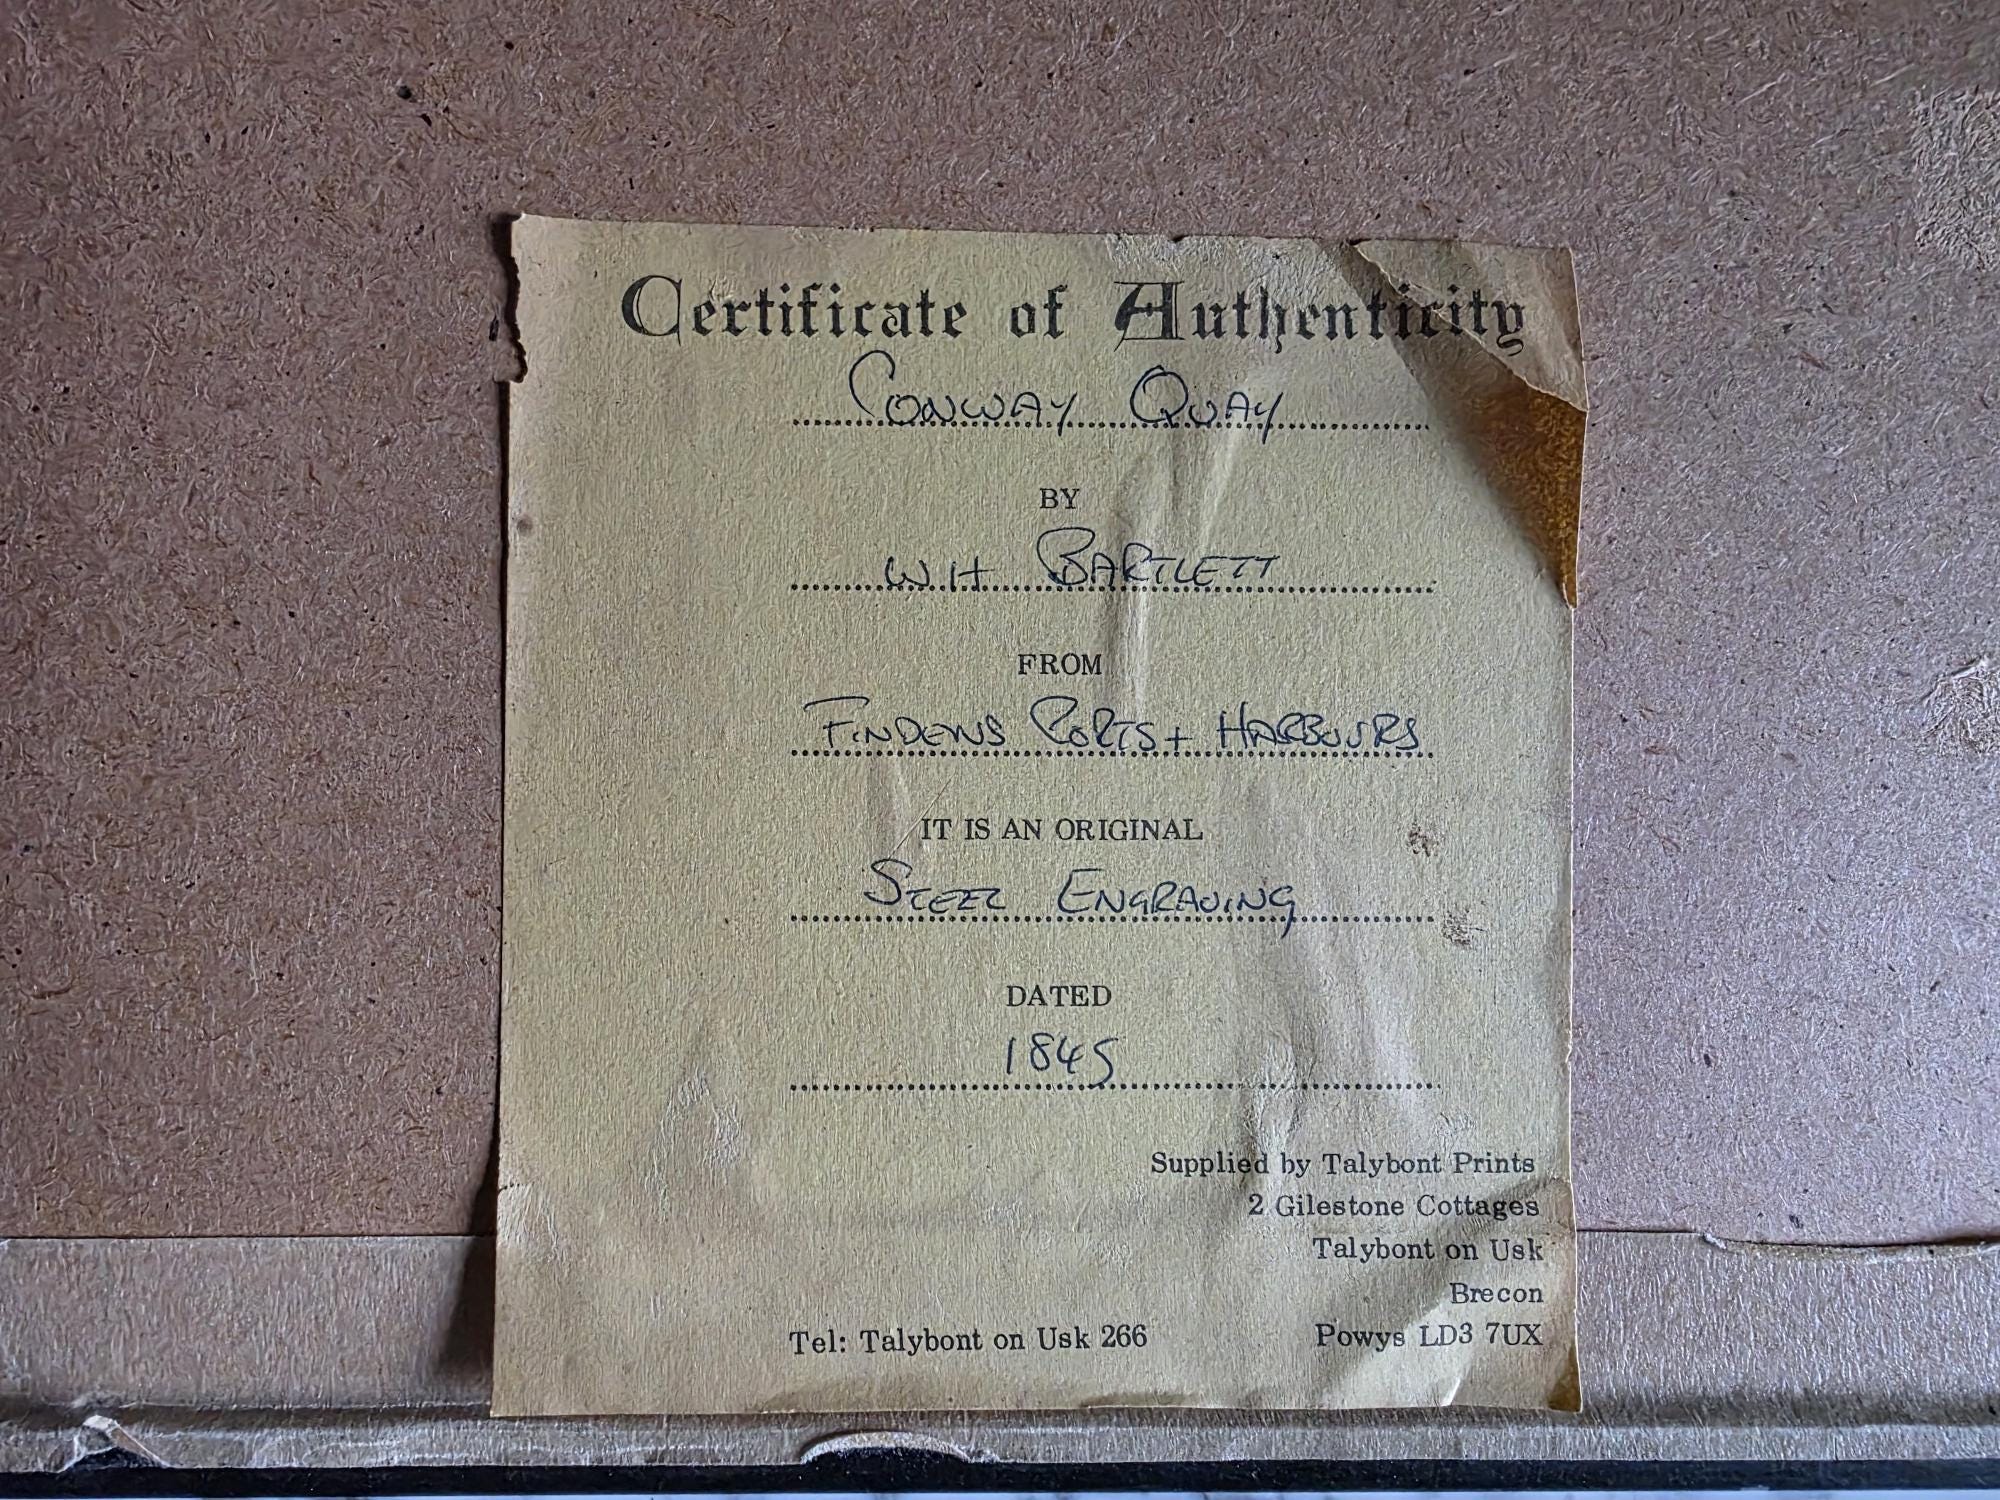 Certificate of Authenticity
CONWAY QUAY
BY
W.H BARTLETT
FROM
FINDENS PORTS + HARBOURS
IT IS AN ORIGINAL
STEEL ENGRAVING
DATED
1845
Supplied by Talybont Prints
2 Gilestone Cottages
Talybont on Usk
Brecon
Tel: Talybont on Usk 266 Powys LD3 7UX